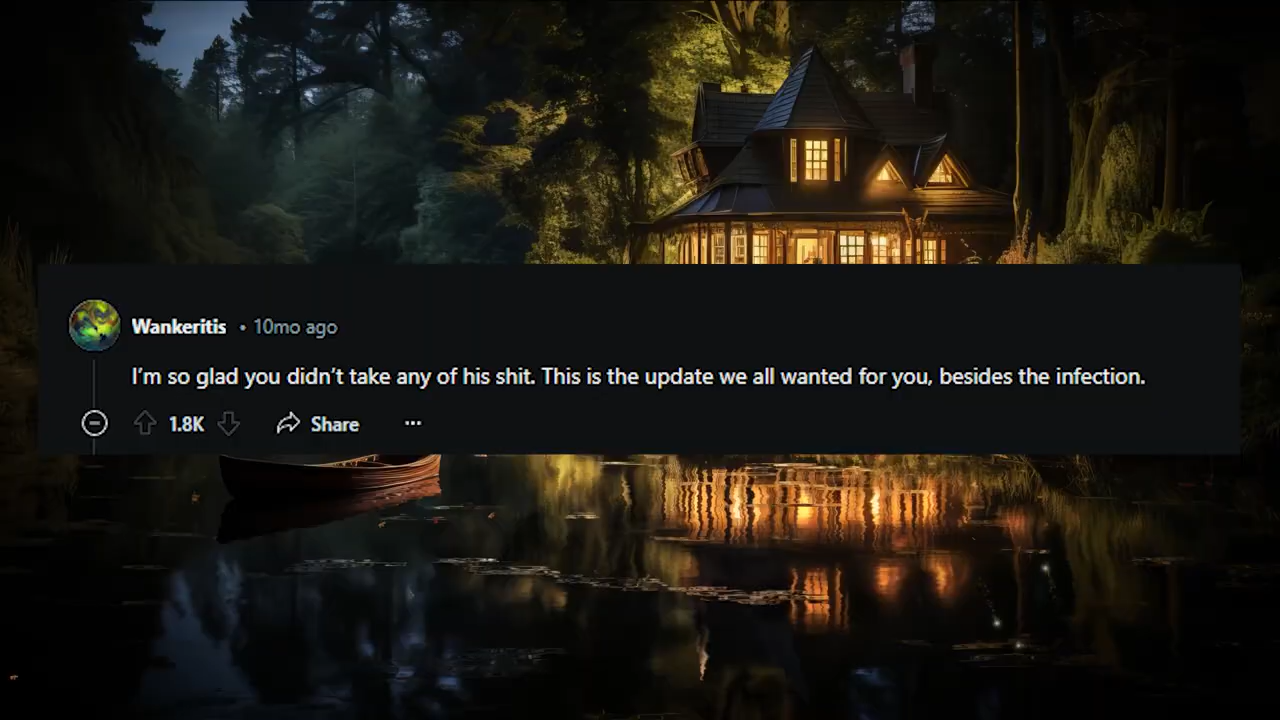 Wankeritis • 10mo ago
I’m so glad you didn’t take any of his shit. This is the update we all wanted for you, besides the infection.
1.8K Share ...